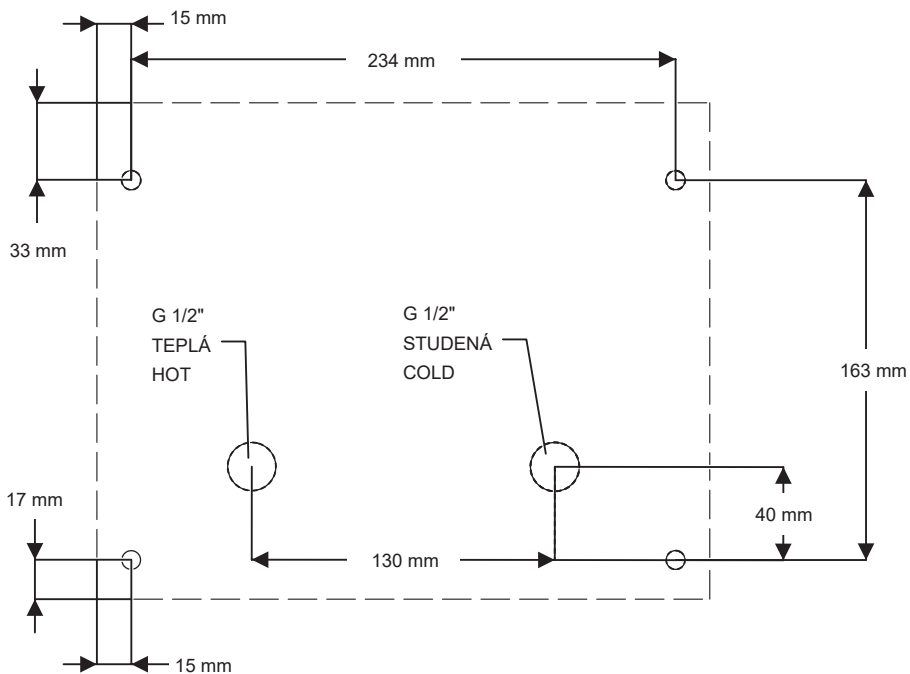 15 mm
234 mm
33 mm
G 1/2"
TEPLÁ
HOT
G 1/2"
STUDENÁ
COLD
163 mm
17 mm
40 mm
130 mm
15 mm